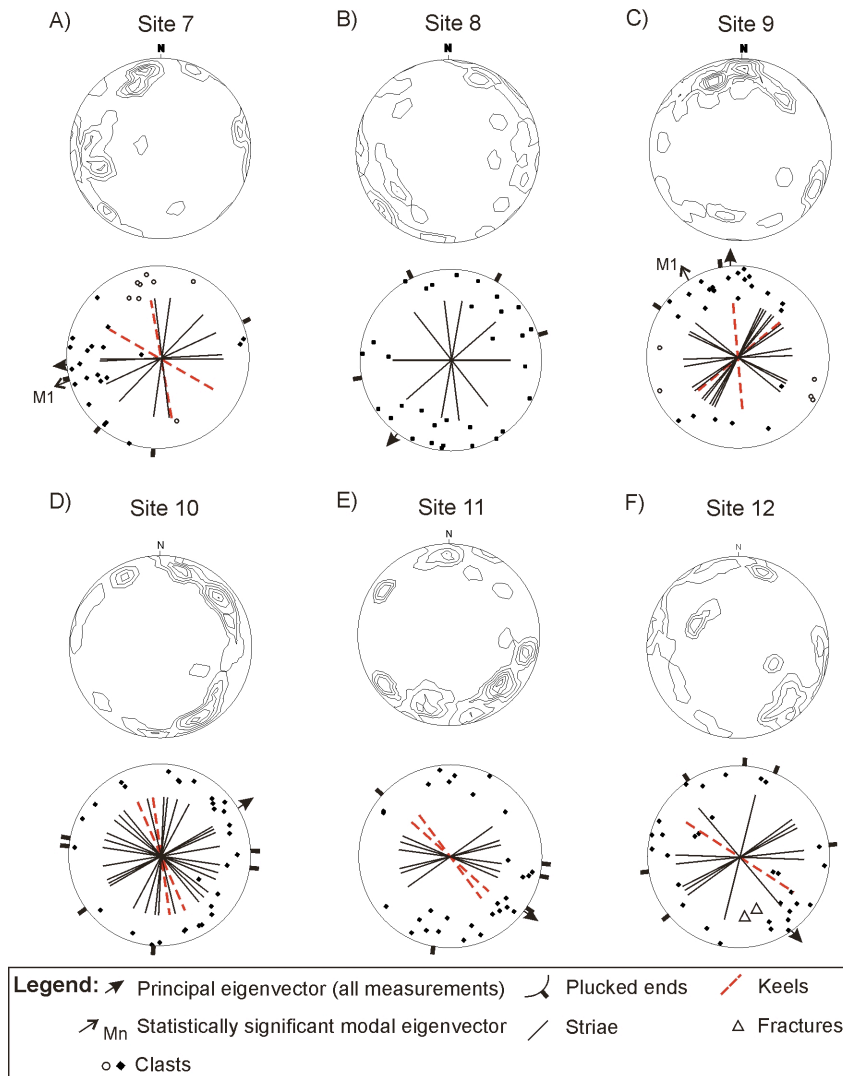 A) Site 7 B) Site 8 C) Site 9
N N N
M1
M1
D) Site 10 E) Site 11 F) Site 12
N N N
Legend: Principal eigenvector (all measurements) Plucked ends Keels
Mn Statistically significant modal eigenvector Striae Fractures
Clasts